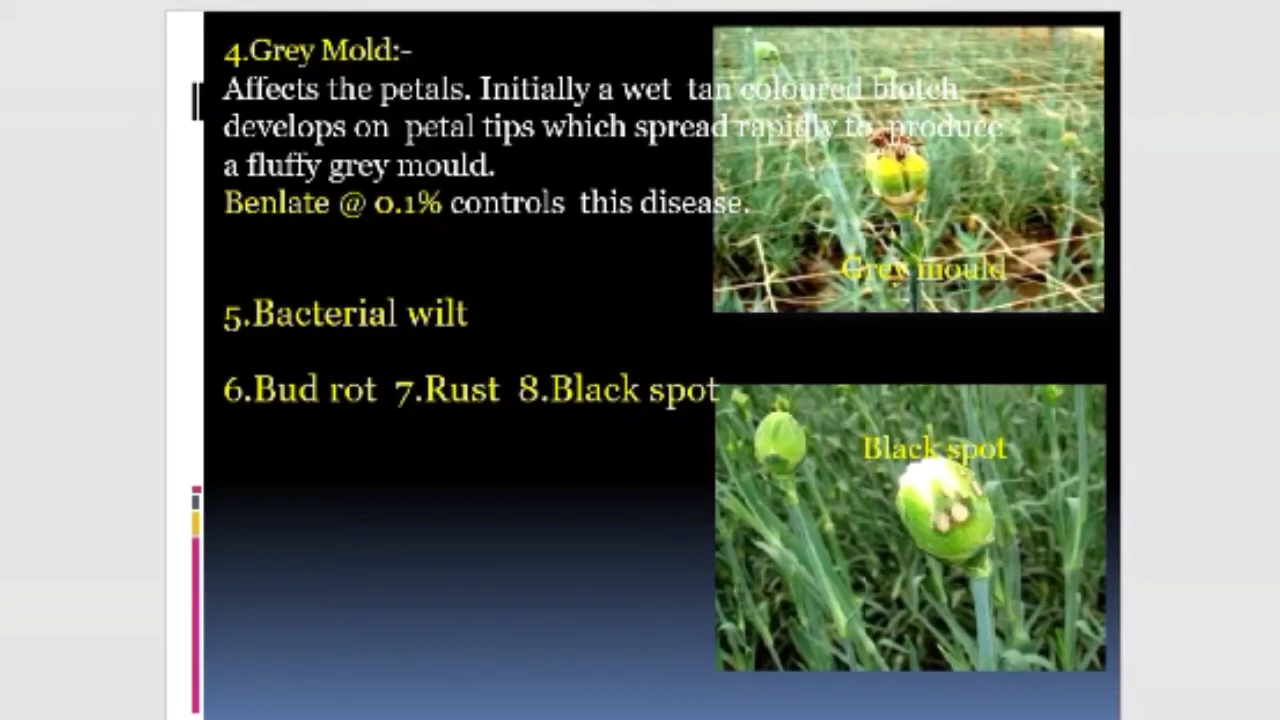 4.Grey Mold:-
Affects the petals. Initially a wet tan coloured blotch
develops on petal tips which spread rapidly to produce
a fluffy grey mould.
Benlate @ 0.1% controls this disease.
Grey mould
5.Bacterial wilt
6.Bud rot 7.Rust 8.Black spot
Black spot